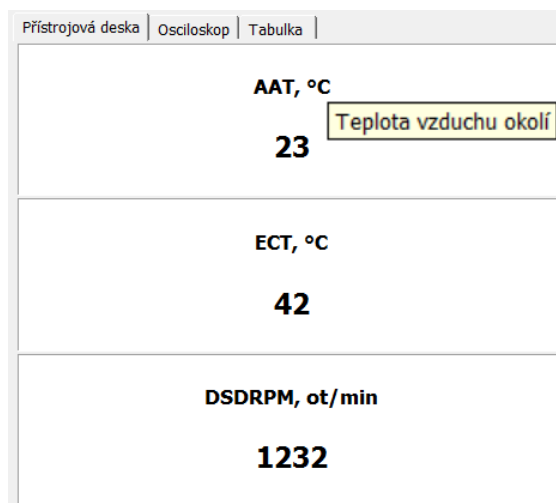 Přístrojová deska Osciloskop Tabulka
AAT, °C
Teplota vzduchu okolí
23
ECT, °C
42
DSDRPM, ot/min
1232